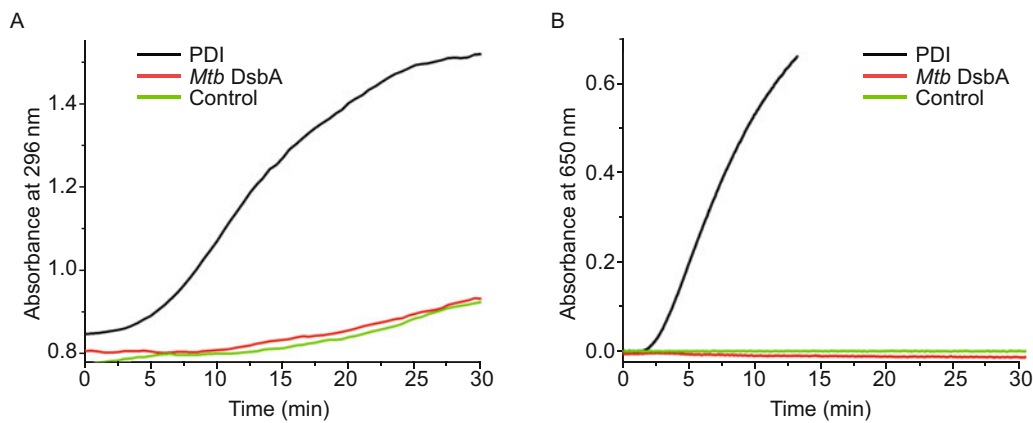 A
PDI
Mtb DsbA
Control
Absorbance at 296 nm
1.4
1.2
1.0
0.8
0
5
10
15
20
25
30
Time (min)
B
PDI
Mtb DsbA
Control
Absorbance at 650 nm
0.6
0.4
0.2
0.0
0
5
10
15
20
25
30
Time (min)